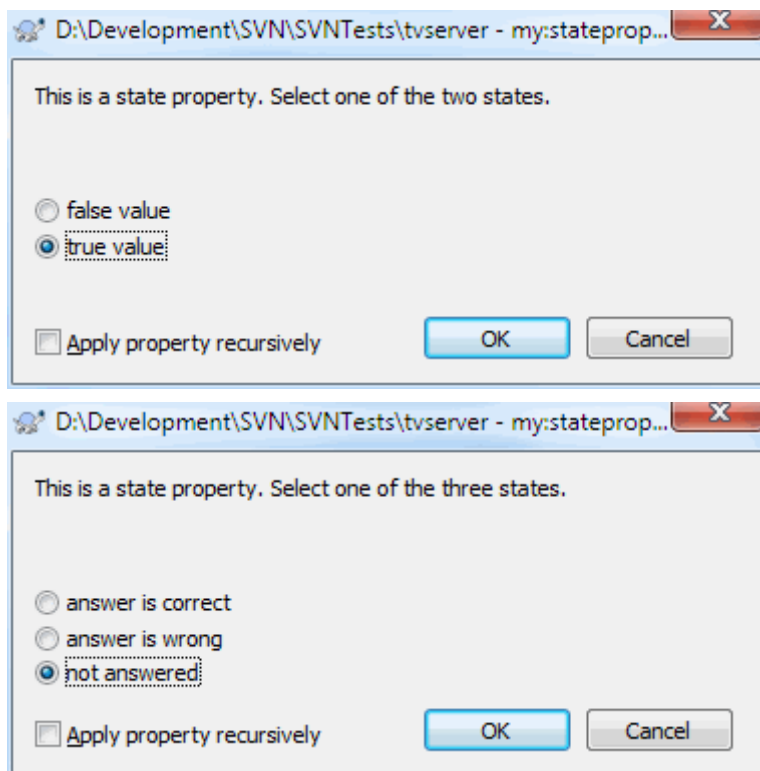 D:\Development\SVN\SVNTests\tvserver - my:stateprop...
This is a state property. Select one of the two states.
false value
true value
Apply property recursively OK Cancel
D:\Development\SVN\SVNTests\tvserver - my:stateprop...
This is a state property. Select one of the three states.
answer is correct
answer is wrong
not answered
Apply property recursively OK Cancel